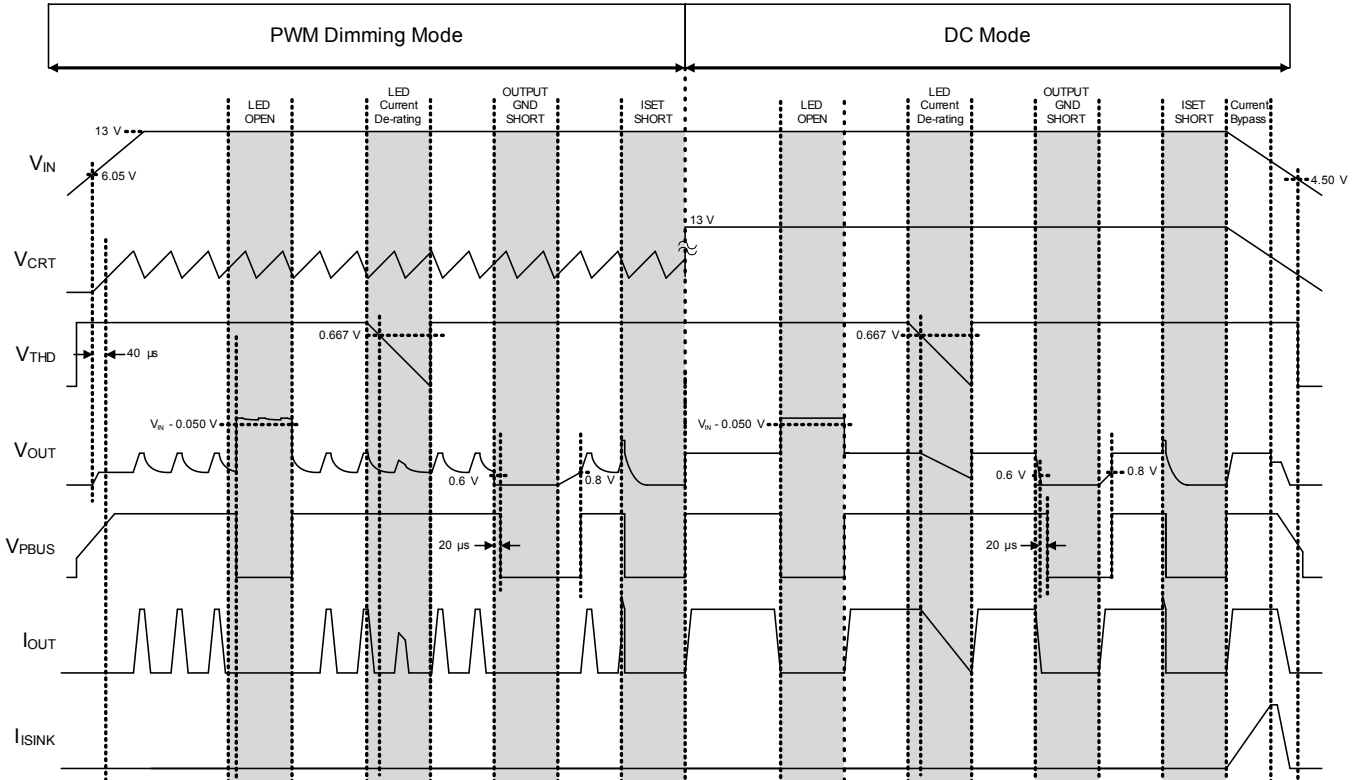 PWM Dimming Mode
DC Mode
LED
OPEN
LED
Current
De-rating
OUTPUT
GND
SHORT
ISET
SHORT
LED
OPEN
LED
Current
De-rating
OUTPUT
GND
SHORT
ISET
SHORT
Current
Bypass
VIN
13 V
6.05 V
4.50 V
VCRT
13 V
VTHD
40 µs
0.667 V
0.667 V
VOUT
VIN - 0.050 V
0.6 V
0.8 V
VIN - 0.050 V
0.6 V
0.8 V
VPBUS
20 µs
20 µs
IOUT
IISINK